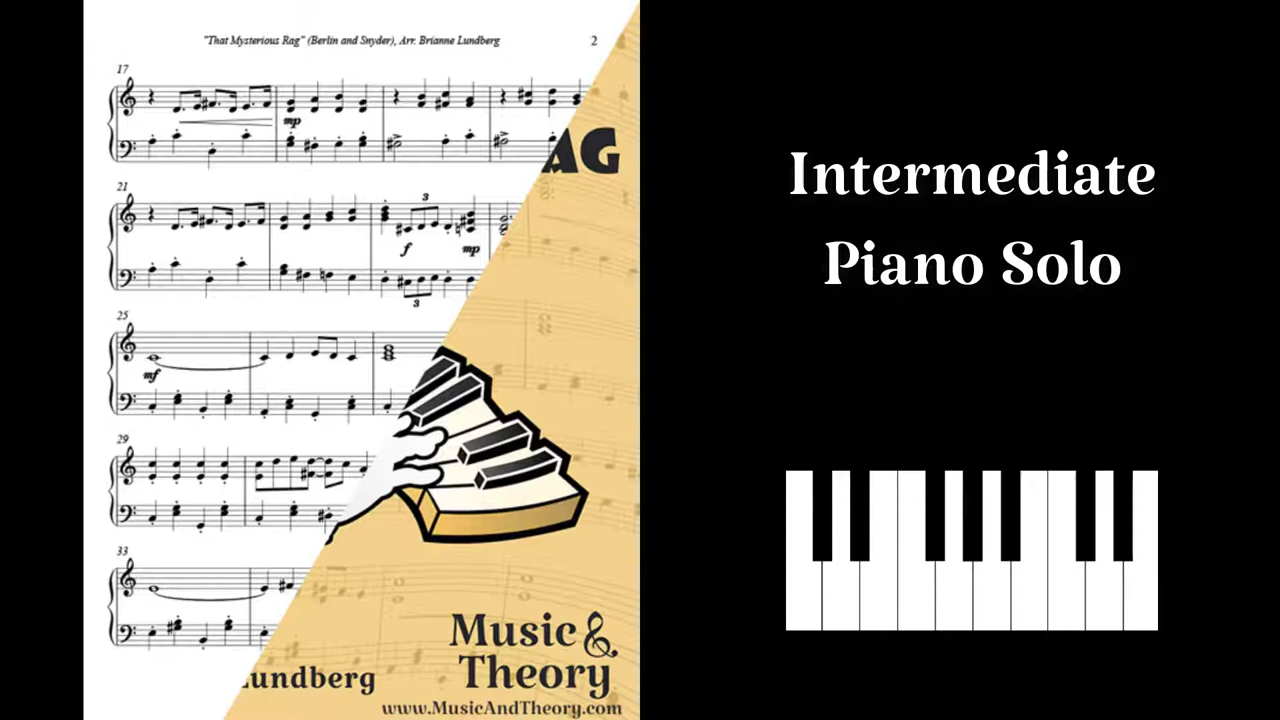 "That Mysterious Rag" (Berlin and Snyder), Arr. Brianne Lundberg
2
17
mp
AG
21
3
f
mp
3
25
mf
29
33
Lundberg
Music &
Theory
www.MusicAndTheory.com
Intermediate
Piano Solo